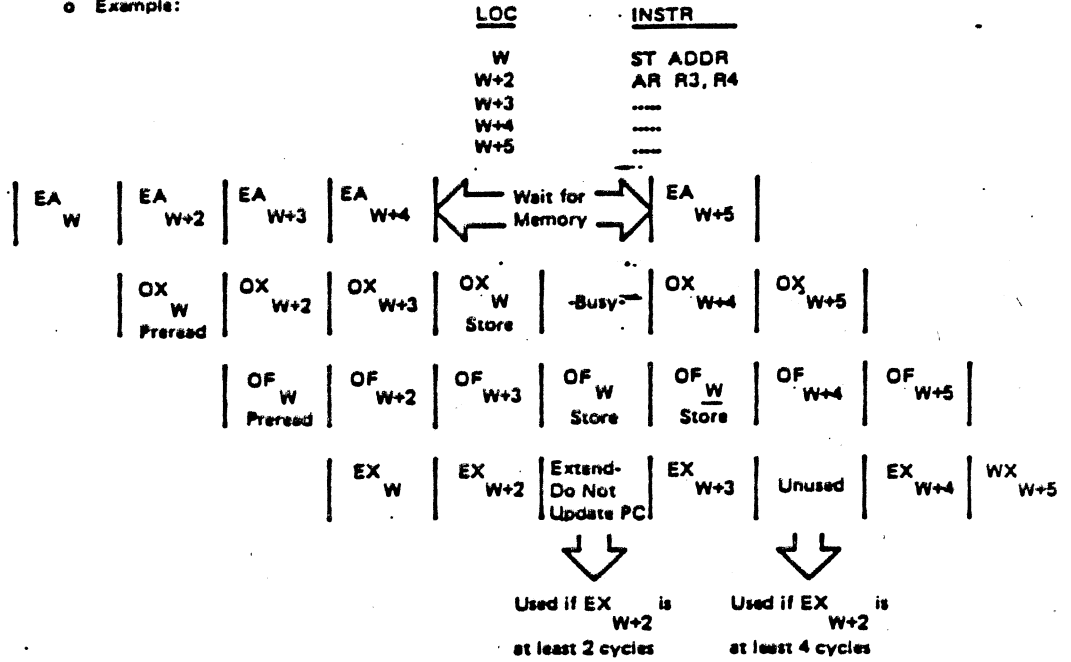 o Example:
LOC INSTR
W ST ADDR
W+2 AR R3, R4
W+3 .....
W+4 .....
W+5 .....
EA W EA W+2 EA W+3 EA W+4 Wait for Memory EA W+5
OX W Preread OX W+2 OX W+3 OX W Store -Busy- OX W+4 OX W+5
OF W Preread OF W+2 OF W+3 OF W Store OF W Store OF W+4 OF W+5
EX W EX W+2 Extend- Do Not Update PC EX W+3 Unused EX W+4 WX W+5
Used if EX W+2 is at least 2 cycles
Used if EX W+2 is at least 4 cycles